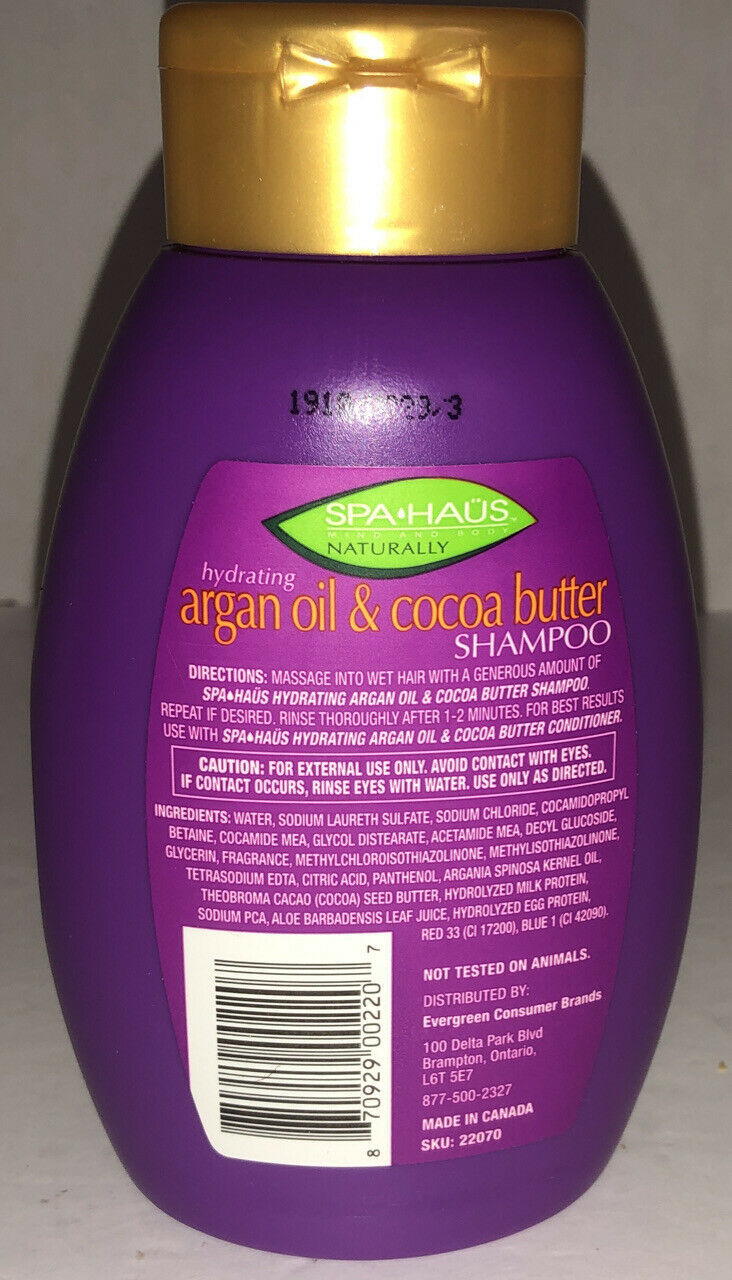 SPA♦HAÜS
MIND AND BODY
NATURALLY
hydrating
argan oil & cocoa butter
SHAMPOO
DIRECTIONS: MASSAGE INTO WET HAIR WITH A GENEROUS AMOUNT OF
SPA♦HAÜS HYDRATING ARGAN OIL & COCOA BUTTER SHAMPOO.
REPEAT IF DESIRED. RINSE THOROUGHLY AFTER 1-2 MINUTES. FOR BEST RESULTS
USE WITH SPA♦HAÜS HYDRATING ARGAN OIL & COCOA BUTTER CONDITIONER.
CAUTION: FOR EXTERNAL USE ONLY. AVOID CONTACT WITH EYES.
IF CONTACT OCCURS, RINSE EYES WITH WATER. USE ONLY AS DIRECTED.
INGREDIENTS: WATER, SODIUM LAURETH SULFATE, SODIUM CHLORIDE, COCAMIDOPROPYL
BETAINE, COCAMIDE MEA, GLYCOL DISTEARATE, ACETAMIDE MEA, DECYL GLUCOSIDE,
GLYCERIN, FRAGRANCE, METHYLCHLOROISOTHIAZOLINONE, METHYLISOTHIAZOLINONE,
TETRASODIUM EDTA, CITRIC ACID, PANTHENOL, ARGANIA SPINOSA KERNEL OIL,
THEOBROMA CACAO (COCOA) SEED BUTTER, HYDROLYZED MILK PROTEIN,
SODIUM PCA, ALOE BARBADENSIS LEAF JUICE, HYDROLYZED EGG PROTEIN,
RED 33 (CI 17200), BLUE 1 (CI 42090).
8 70929 00220 7
NOT TESTED ON ANIMALS.
DISTRIBUTED BY:
Evergreen Consumer Brands
100 Delta Park Blvd
Brampton, Ontario,
L6T 5E7
877-500-2327
MADE IN CANADA
SKU: 22070